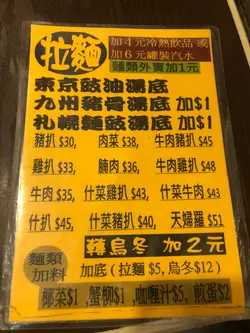 拉麵
加4元冷熱飲品 或
加6元罐裝汽水
麵類外賣加1元
東京豉油湯底
九州豬骨湯底 加$1
札幌麵豉湯底 加$1
豬扒 $30, 肉菜 $38, 牛肉豬扒 $45
雞扒 $33, 腩肉 $36, 牛肉雞扒 $48
牛肉 $35, 什菜雞扒 $43, 什菜牛肉 $43
什扒 $45, 什菜豬扒 $40, 天婦羅 $51
轉烏冬 加2元
麵類
加料
加底 (拉麵 $5, 烏冬$12)
椰菜$1 蟹柳$1 咖喱汁$5, 煎蛋$2